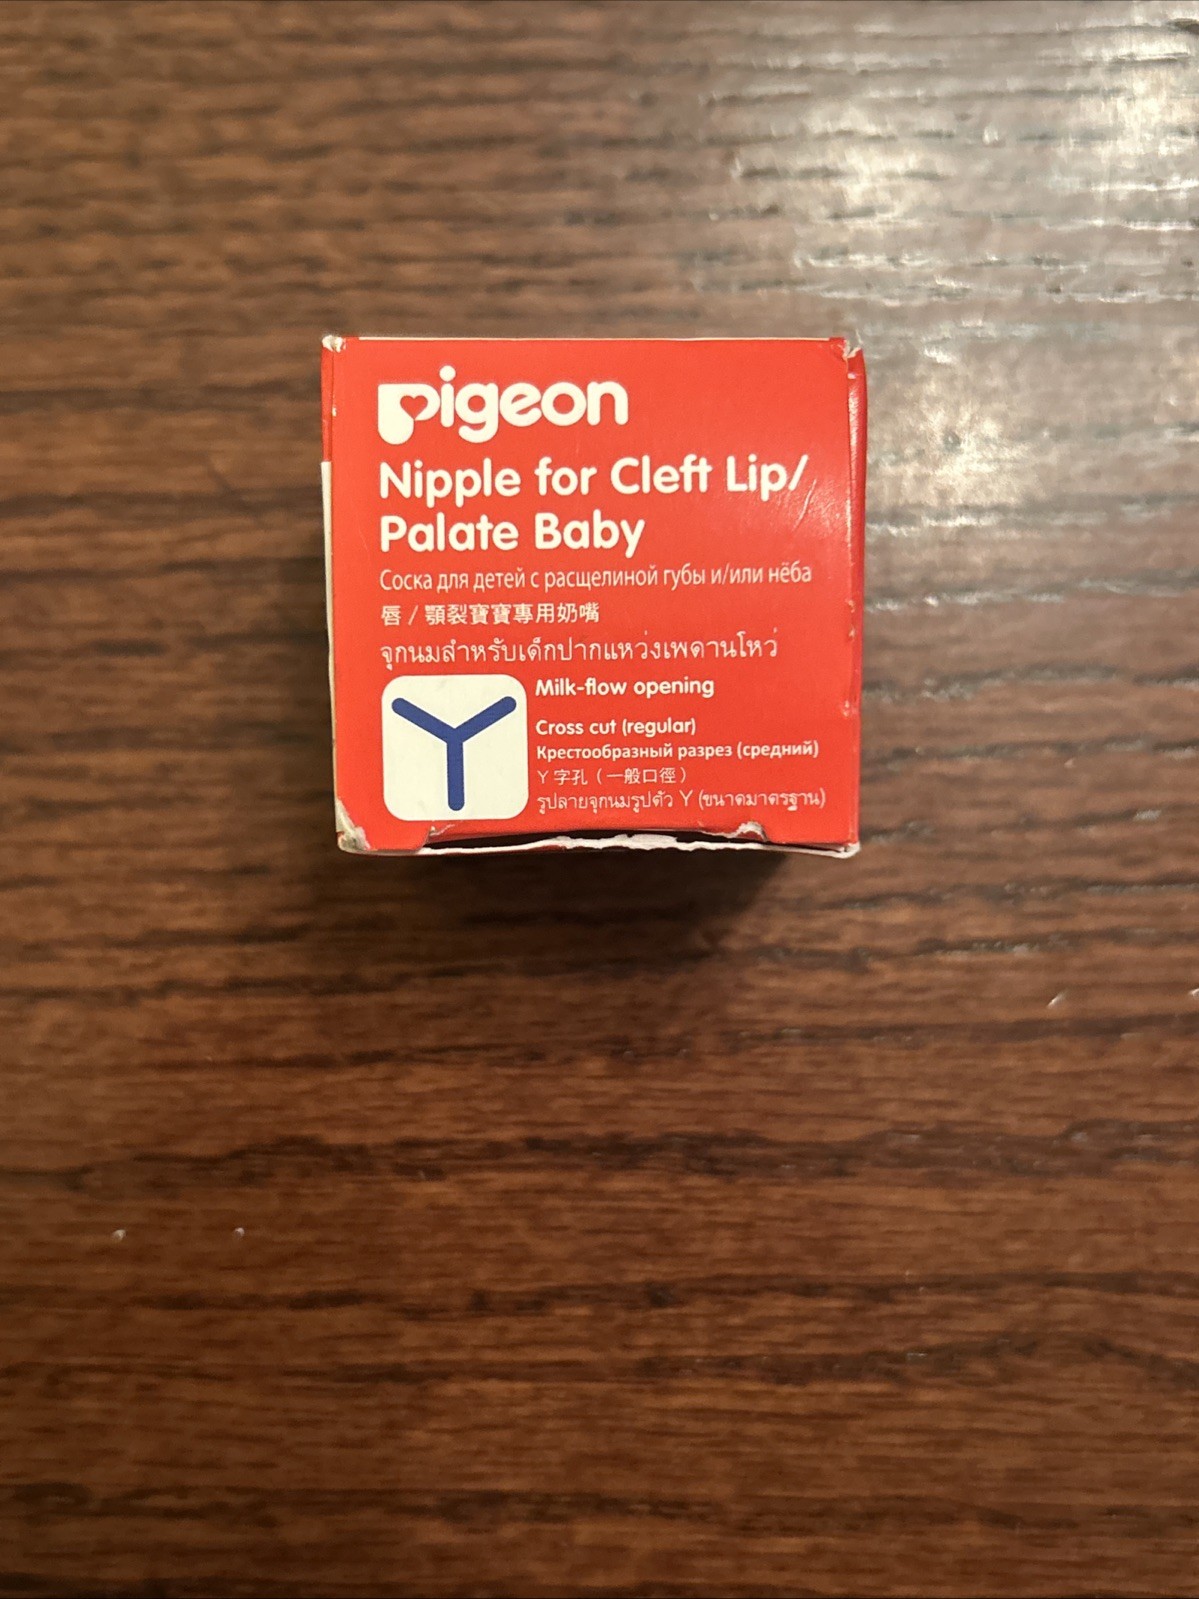 pigeon
Nipple for Cleft Lip/
Palate Baby
Соска для детей с расщелиной губы и/или нёба
唇 / 顎裂寶寶專用奶嘴
จุกนมสำหรับเด็กปากแหว่งเพดานโหว่
Milk-flow opening
Cross cut (regular)
Крестообразный разрез (средний)
Y 字孔（一般口徑）
รูปลายจุกนมรูปตัว Y (ขนาดมาตรฐาน)